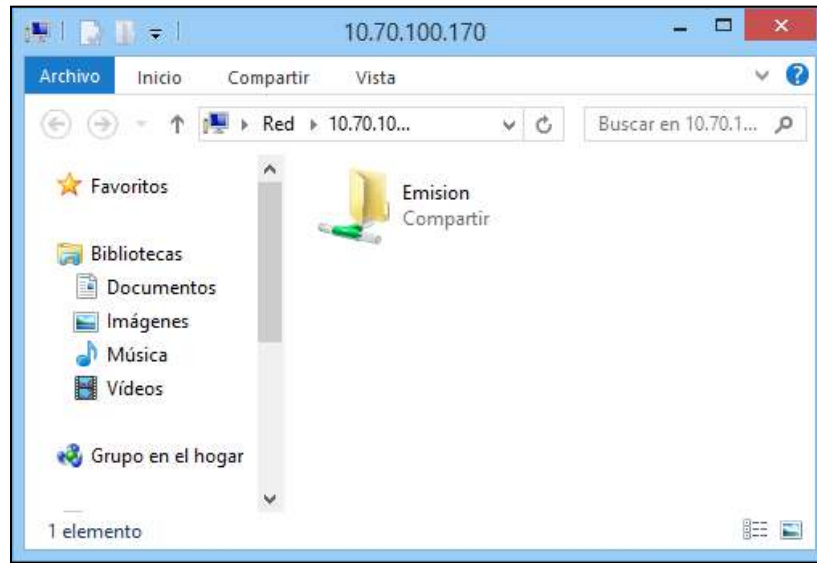 10.70.100.170
Archivo Inicio Compartir Vista
Red 10.70.10... Buscar en 10.70.1...
Favoritos
Bibliotecas
Documentos
Imágenes
Música
Vídeos
Grupo en el hogar
Emision
Compartir
1 elemento